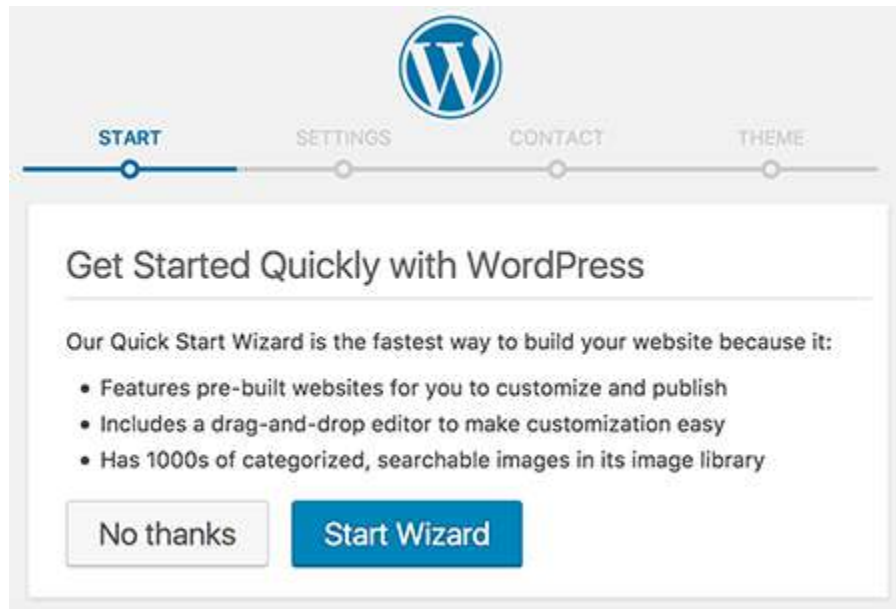 START SETTINGS CONTACT THEME
Get Started Quickly with WordPress
Our Quick Start Wizard is the fastest way to build your website because it:
• Features pre-built websites for you to customize and publish
• Includes a drag-and-drop editor to make customization easy
• Has 1000s of categorized, searchable images in its image library
No thanks Start Wizard